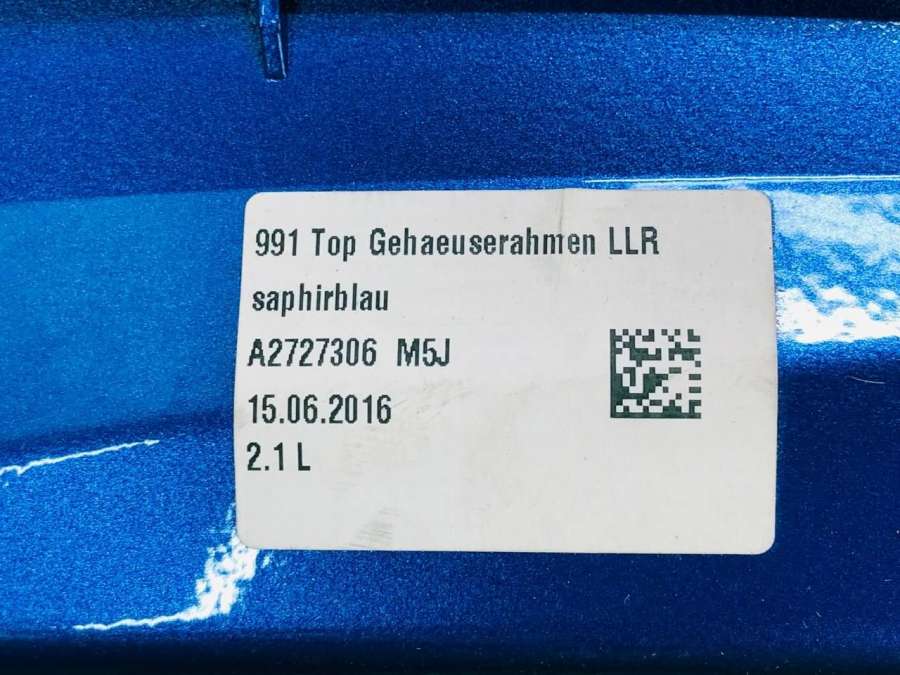 991 Top Gehaeuserahmen LLR
saphirblau
A2727306 M5J
15.06.2016
2.1 L